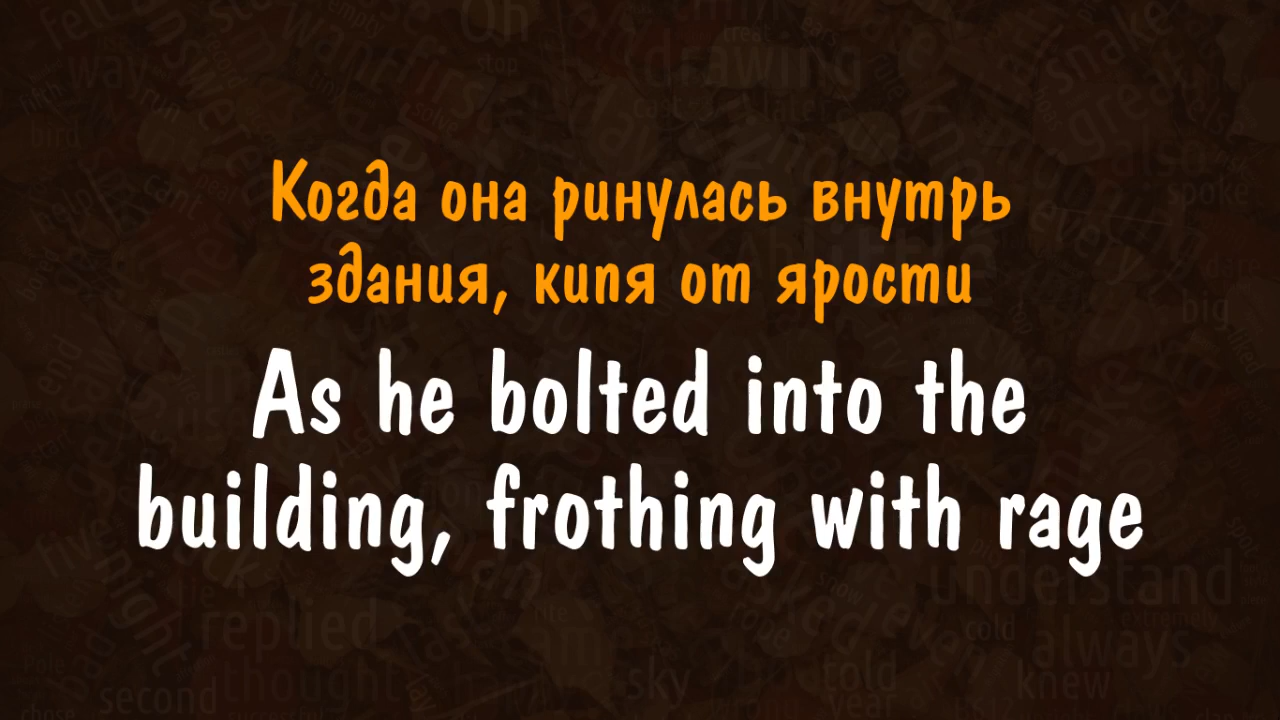 Когда она ринулась внутрь
здания, кипя от ярости
As he bolted into the
building, frothing with rage